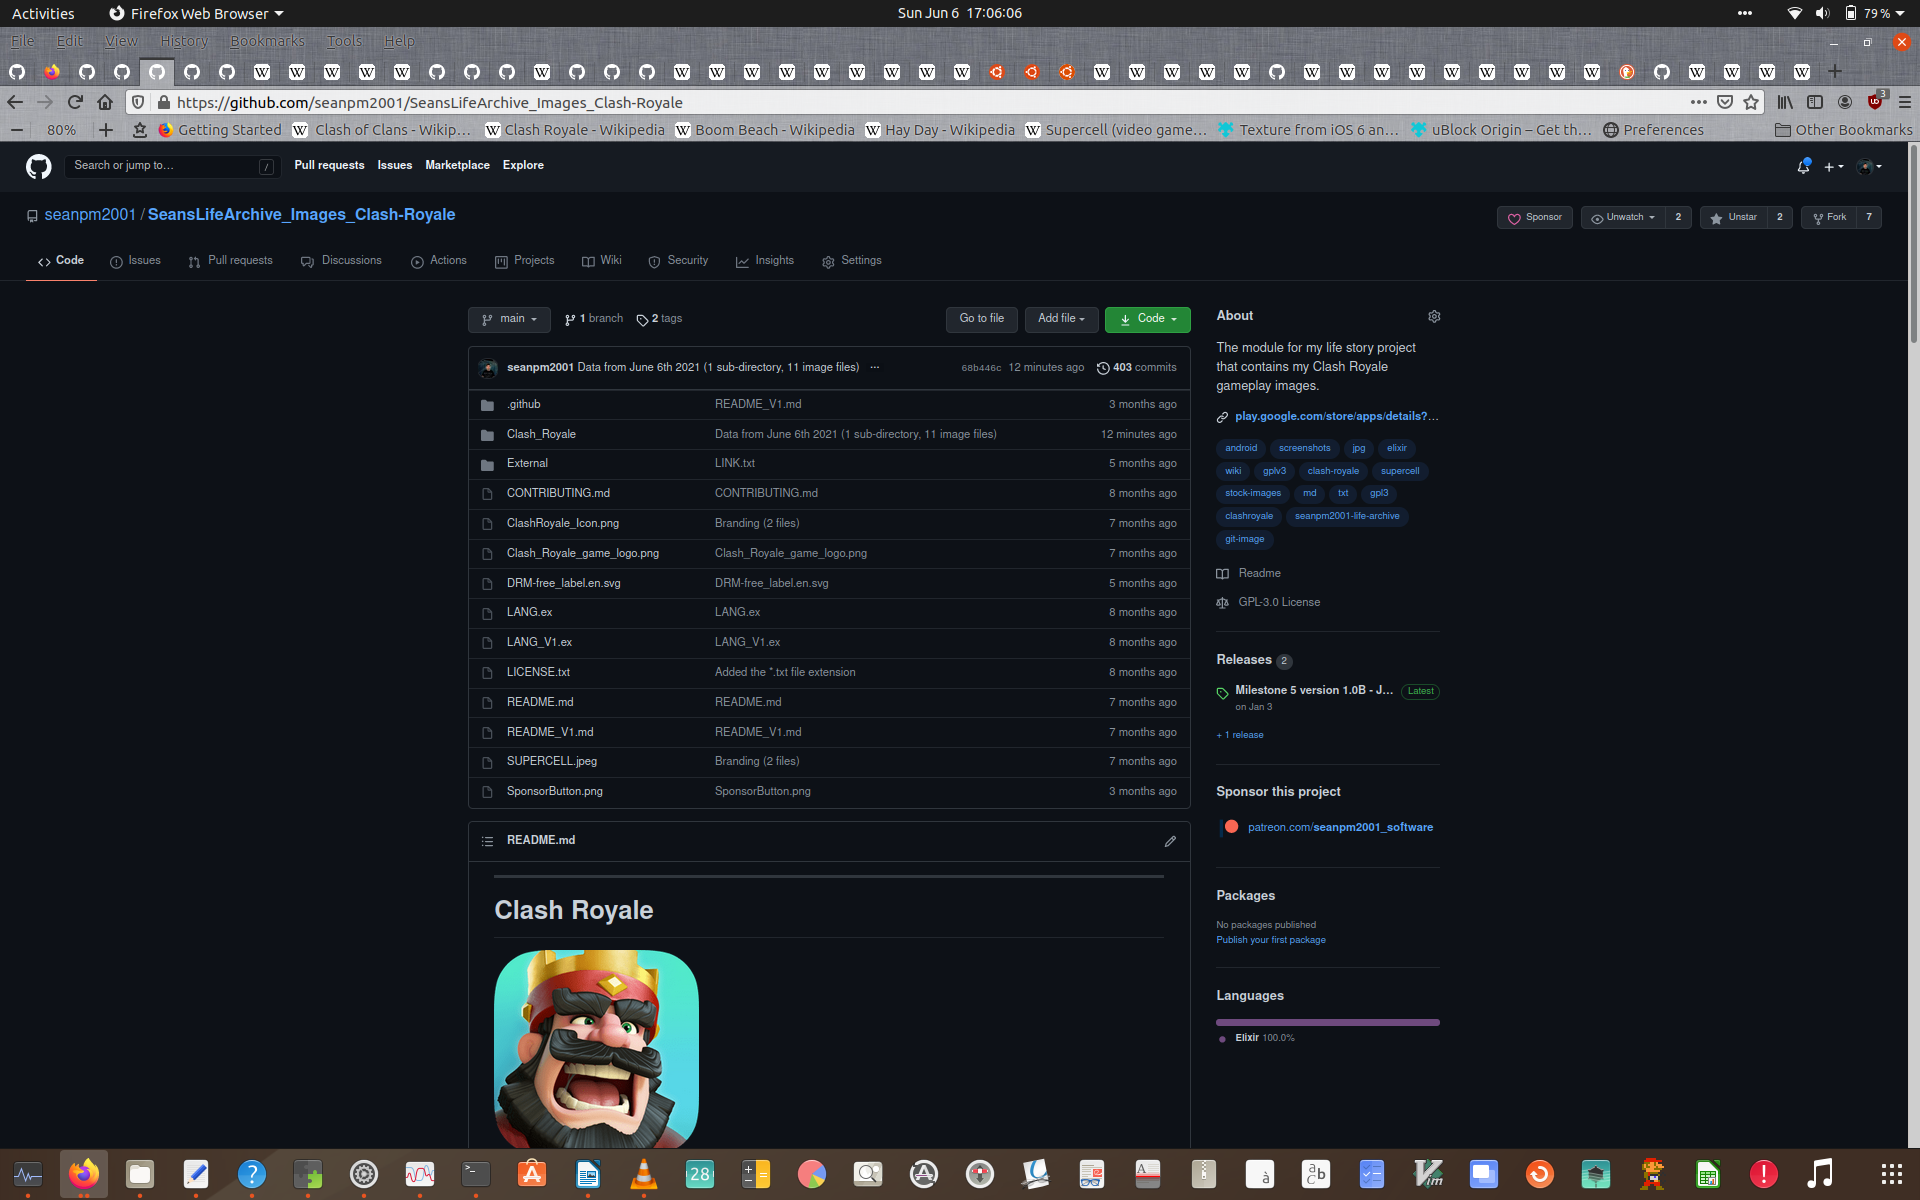 Activities
Firefox Web Browser
Sun Jun 6 17:06:06
79 %
File Edit View History Bookmarks Tools Help
https://github.com/seanpm2001/SeansLifeArchive_Images_Clash-Royale
3
80%
Getting Started
Clash of Clans - Wikip…
Clash Royale - Wikipedia
Boom Beach - Wikipedia
Hay Day - Wikipedia
Supercell (video game…
Texture from iOS 6 an…
uBlock Origin – Get th…
Preferences
Other Bookmarks
Search or jump to…
/
Pull requests Issues Marketplace Explore
seanpm2001 / SeansLifeArchive_Images_Clash-Royale
Sponsor
Unwatch 2
Unstar 2
Fork 7
Code
Issues
Pull requests
Discussions
Actions
Projects
Wiki
Security
Insights
Settings
main
1 branch
2 tags
Go to file
Add file
Code
seanpm2001 Data from June 6th 2021 (1 sub-directory, 11 image files) ...
68b446c 12 minutes ago
403 commits
.github README_V1.md 3 months ago
Clash_Royale Data from June 6th 2021 (1 sub-directory, 11 image files) 12 minutes ago
External LINK.txt 5 months ago
CONTRIBUTING.md CONTRIBUTING.md 8 months ago
ClashRoyale_Icon.png Branding (2 files) 7 months ago
Clash_Royale_game_logo.png Clash_Royale_game_logo.png 7 months ago
DRM-free_label.en.svg DRM-free_label.en.svg 5 months ago
LANG.ex LANG.ex 8 months ago
LANG_V1.ex LANG_V1.ex 8 months ago
LICENSE.txt Added the *.txt file extension 8 months ago
README.md README.md 7 months ago
README_V1.md README_V1.md 7 months ago
SUPERCELL.jpeg Branding (2 files) 7 months ago
SponsorButton.png SponsorButton.png 3 months ago
README.md
Clash Royale
About
The module for my life story project
that contains my Clash Royale
gameplay images.
play.google.com/store/apps/details?…
android screenshots jpg elixir
wiki gplv3 clash-royale supercell
stock-images md txt gpl3
clashroyale seanpm2001-life-archive
git-image
Readme
GPL-3.0 License
Releases 2
Milestone 5 version 1.0B - J… Latest
on Jan 3
+ 1 release
Sponsor this project
patreon.com/seanpm2001_software
Packages
No packages published
Publish your first package
Languages
Elixir 100.0%
28